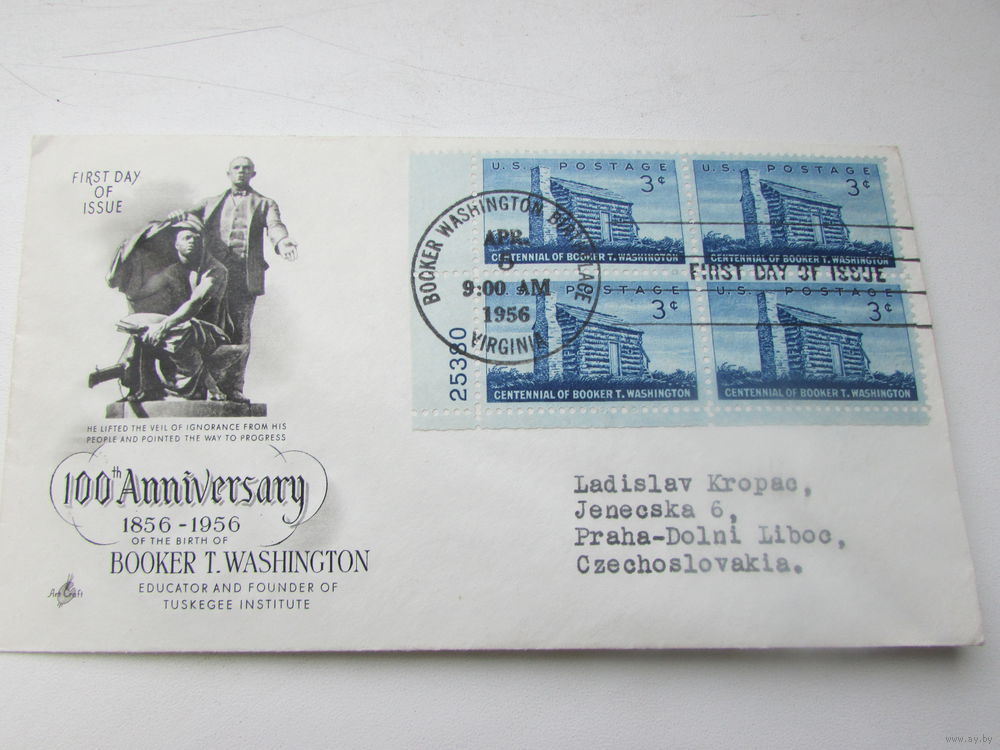 FIRST DAY
OF
ISSUE
HE LIFTED THE VEIL OF IGNORANCE FROM HIS
PEOPLE AND POINTED THE WAY TO PROGRESS
100th Anniversary
1856-1956
OF THE BIRTH OF
BOOKER T. WASHINGTON
EDUCATOR AND FOUNDER OF
TUSKEGEE INSTITUTE
Art Craft
U.S. POSTAGE
3¢
CENTENNIAL OF BOOKER T. WASHINGTON
U.S. POSTAGE
3¢
CENTENNIAL OF BOOKER T. WASHINGTON
U.S. POSTAGE
3¢
CENTENNIAL OF BOOKER T. WASHINGTON
U.S. POSTAGE
3¢
CENTENNIAL OF BOOKER T. WASHINGTON
25380
BOOKER WASHINGTON BIRTHPLACE
APR.
5
9:00 AM
1956
VIRGINIA
FIRST DAY OF ISSUE
Ladislav Kropac,
Jenecska 6,
Praha-Dolni Liboc,
Czechoslovakia.
www.ay.by